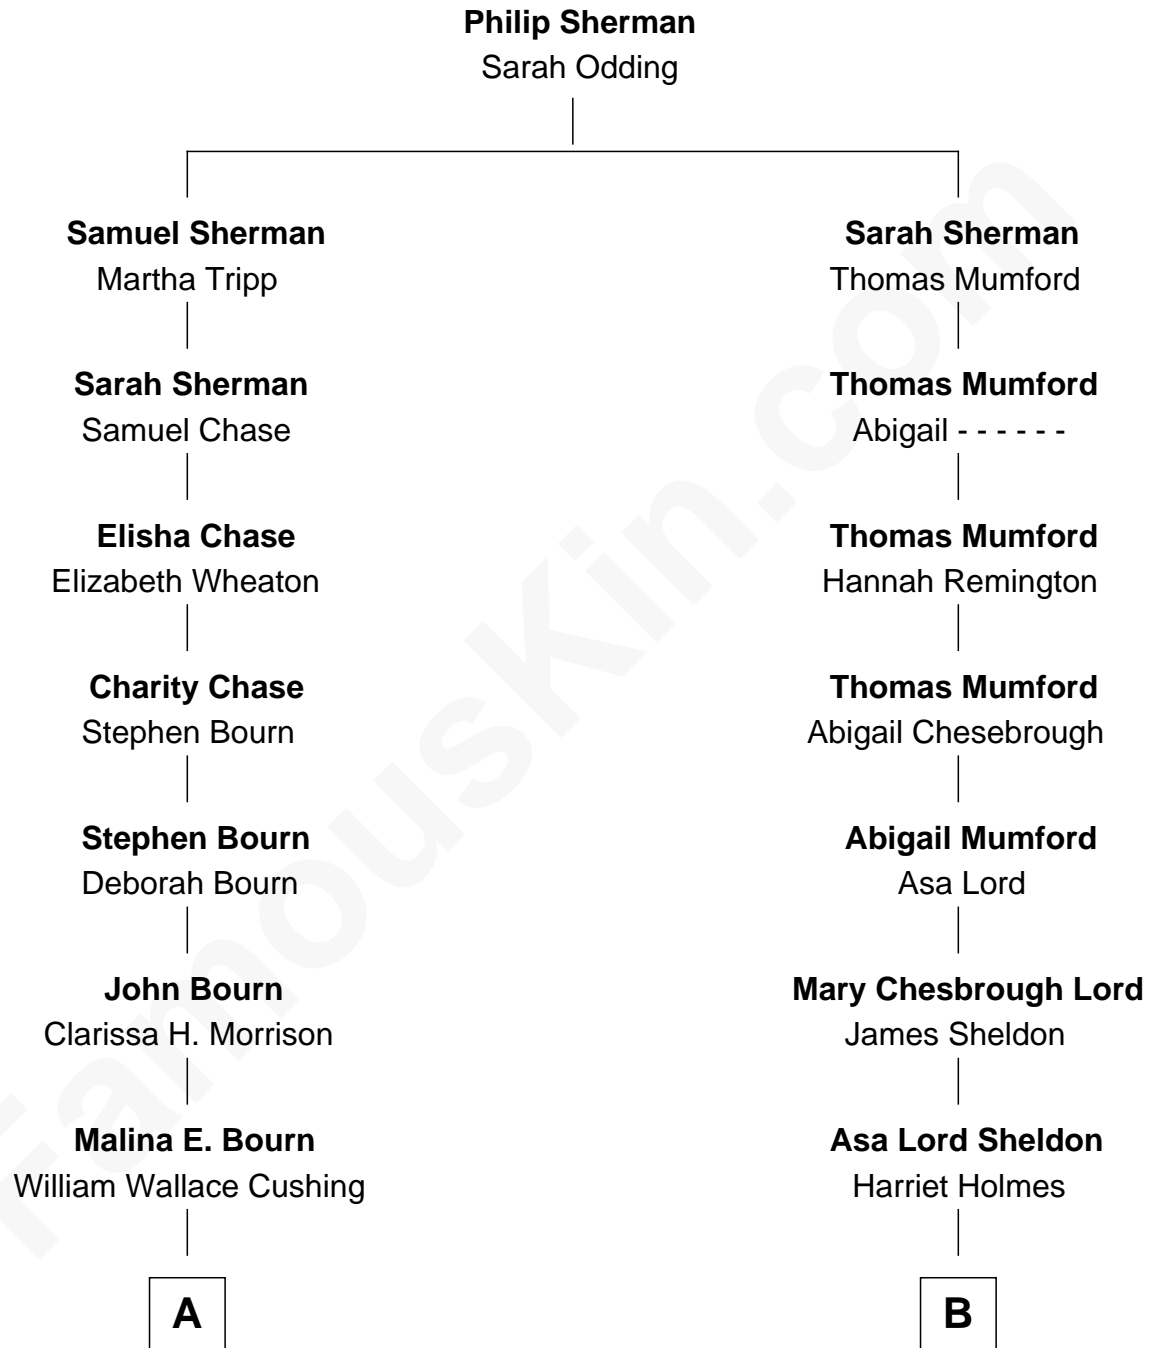 Philip Sherman
Sarah Odding
Samuel Sherman
Martha Tripp
Sarah Sherman
Samuel Chase
Elisha Chase
Elizabeth Wheaton
Charity Chase
Stephen Bourn
Stephen Bourn
Deborah Bourn
John Bourn
Clarissa H. Morrison
Malina E. Bourn
William Wallace Cushing
A
Sarah Sherman
Thomas Mumford
Thomas Mumford
Abigail - - - - - -
Thomas Mumford
Hannah Remington
Thomas Mumford
Abigail Chesebrough
Abigail Mumford
Asa Lord
Mary Chesbrough Lord
James Sheldon
Asa Lord Sheldon
Harriet Holmes
B
FamousKin.com